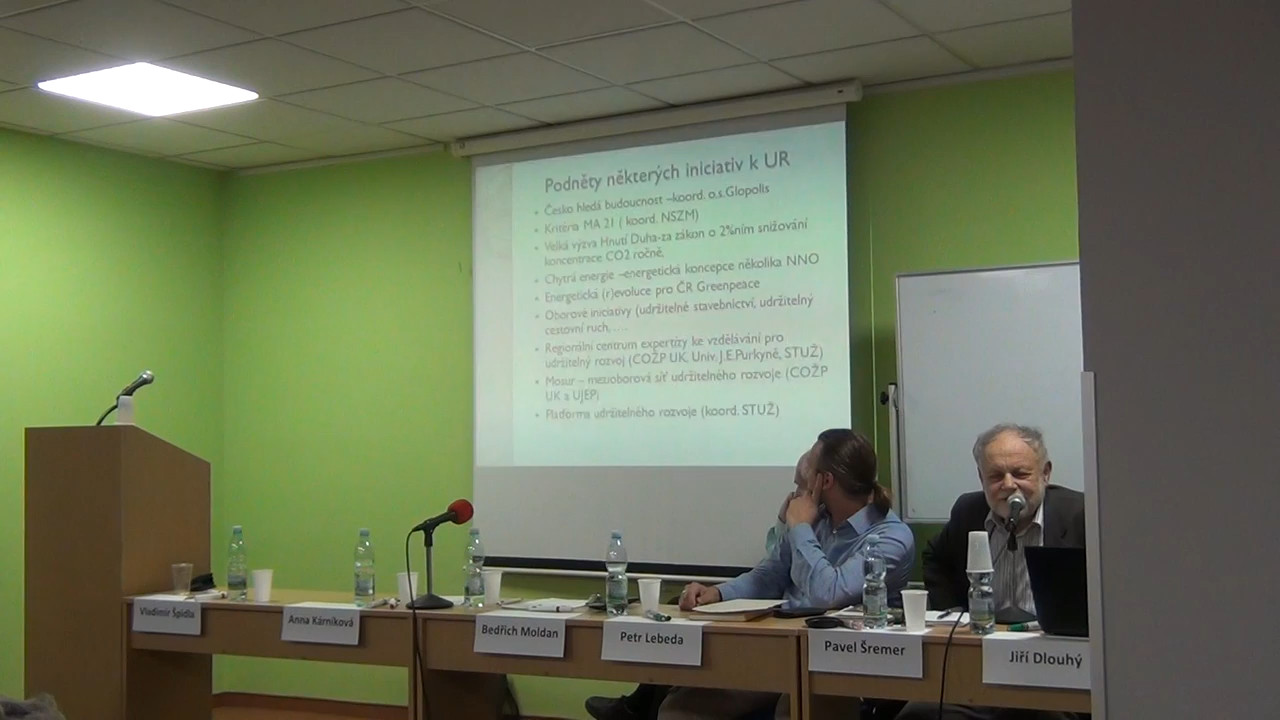 Podněty některých iniciativ k UR
Česko hledá budoucnost –koord. o.s.Glopolis
Kritéria MA 21 ( koord. NSZM)
Velká výzva Hnutí Duha-za zákon o 2%ním snižování
koncentrace CO2 ročně,
Chytrá energie –energetická koncepce několika NNO
Energetická (r)evoluce pro ČR Greenpeace
Oborové iniciativy (udržitelné stavebnictví, udržitelný
cestovní ruch, ….
Regionální centrum expertízy ke vzdělávání pro
udržitelný rozvoj (COŽP UK, Univ. J.E.Purkyně, STUŽ)
Mosur – mezioborová síť udržitelného rozvoje (COŽP
UK a UJEP)
Platforma udržitelného rozvoje (koord. STUŽ)
Vladimír Špidla
Anna Kárníková
Bedřich Moldan
Petr Lebeda
Pavel Šremer
Jiří Dlouhý